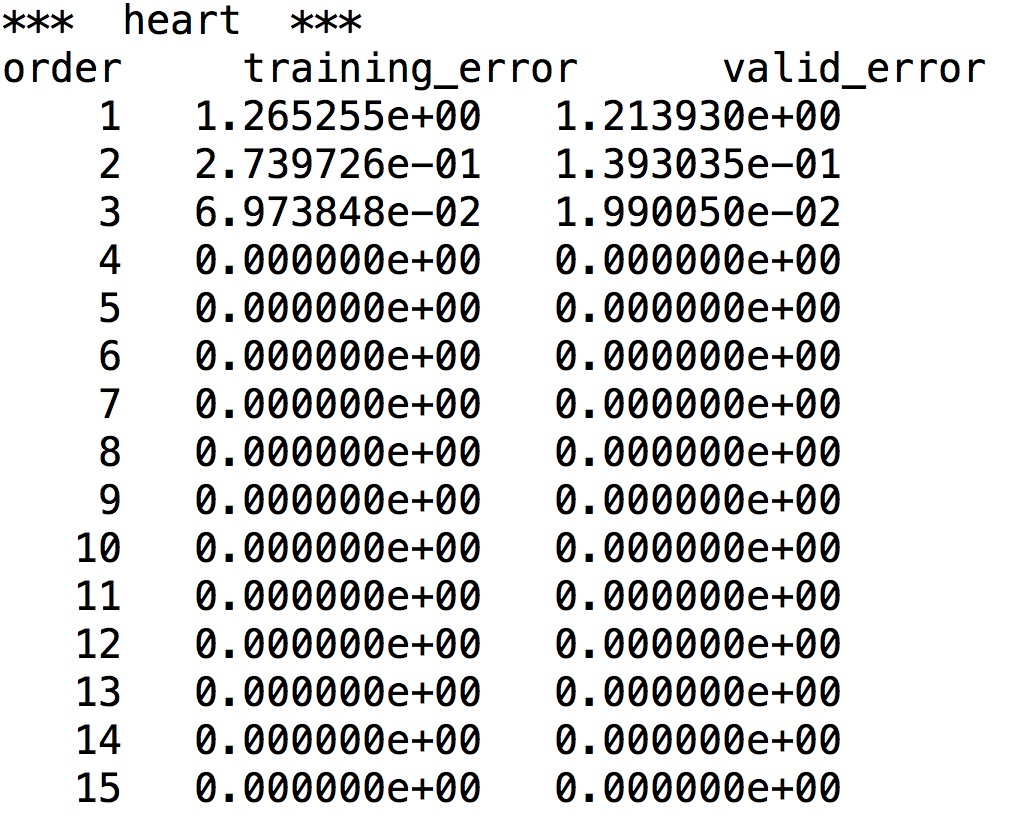 *** heart ***
order training_error valid_error
1 1.265255e+00 1.213930e+00
2 2.739726e-01 1.393035e-01
3 6.973848e-02 1.990050e-02
4 0.000000e+00 0.000000e+00
5 0.000000e+00 0.000000e+00
6 0.000000e+00 0.000000e+00
7 0.000000e+00 0.000000e+00
8 0.000000e+00 0.000000e+00
9 0.000000e+00 0.000000e+00
10 0.000000e+00 0.000000e+00
11 0.000000e+00 0.000000e+00
12 0.000000e+00 0.000000e+00
13 0.000000e+00 0.000000e+00
14 0.000000e+00 0.000000e+00
15 0.000000e+00 0.000000e+00